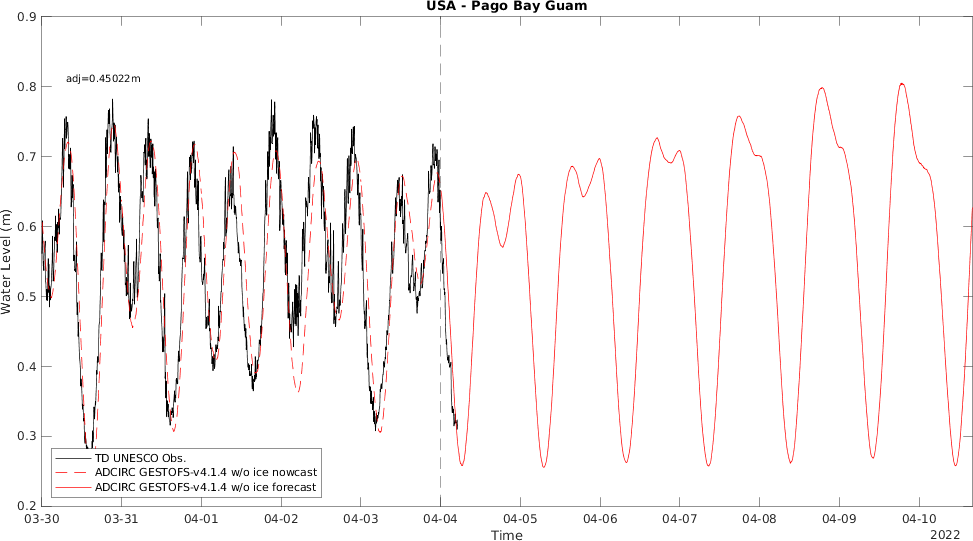 USA - Pago Bay Guam
0.9
0.8
0.7
0.6
0.5
0.4
0.3
0.2
Water Level (m)
adj=0.45022m
TD UNESCO Obs.
ADCIRC GESTOFS-v4.1.4 w/o ice nowcast
ADCIRC GESTOFS-v4.1.4 w/o ice forecast
03-30 03-31 04-01 04-02 04-03 04-04 04-05 04-06 04-07 04-08 04-09 04-10
Time
2022